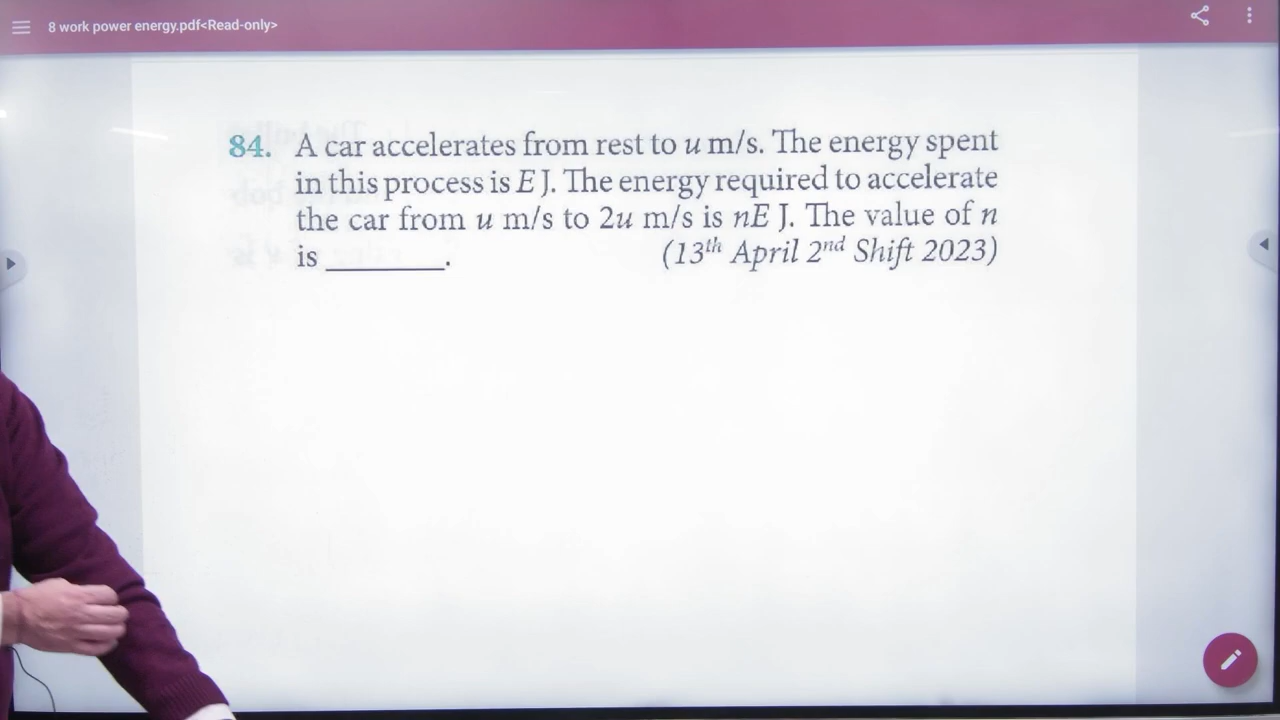 8 work power energy.pdf<Read-only>
84. A car accelerates from rest to u m/s. The energy spent
in this process is E J. The energy required to accelerate
the car from u m/s to 2u m/s is nE J. The value of n
is ________. (13th April 2nd Shift 2023)